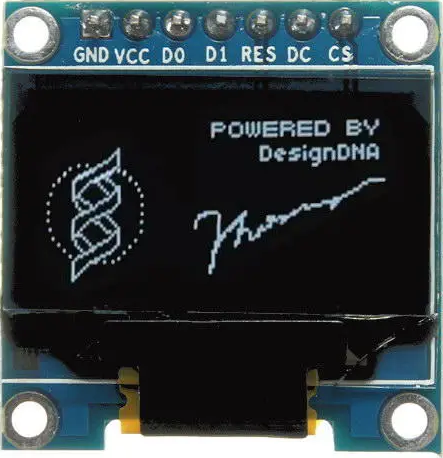 GND VCC D0 D1 RES DC CS
POWERED BY
DesignDNA